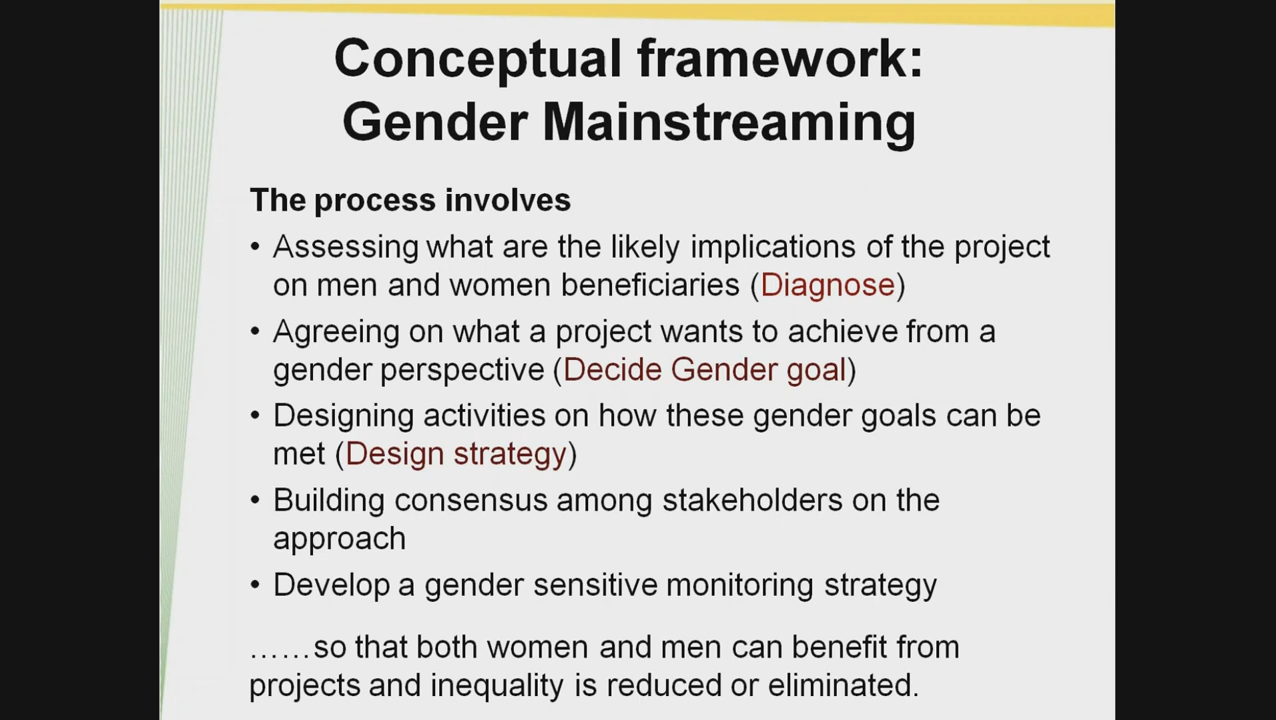 Conceptual framework:
Gender Mainstreaming
The process involves
• Assessing what are the likely implications of the project
on men and women beneficiaries (Diagnose)
• Agreeing on what a project wants to achieve from a
gender perspective (Decide Gender goal)
• Designing activities on how these gender goals can be
met (Design strategy)
• Building consensus among stakeholders on the
approach
• Develop a gender sensitive monitoring strategy
……so that both women and men can benefit from
projects and inequality is reduced or eliminated.